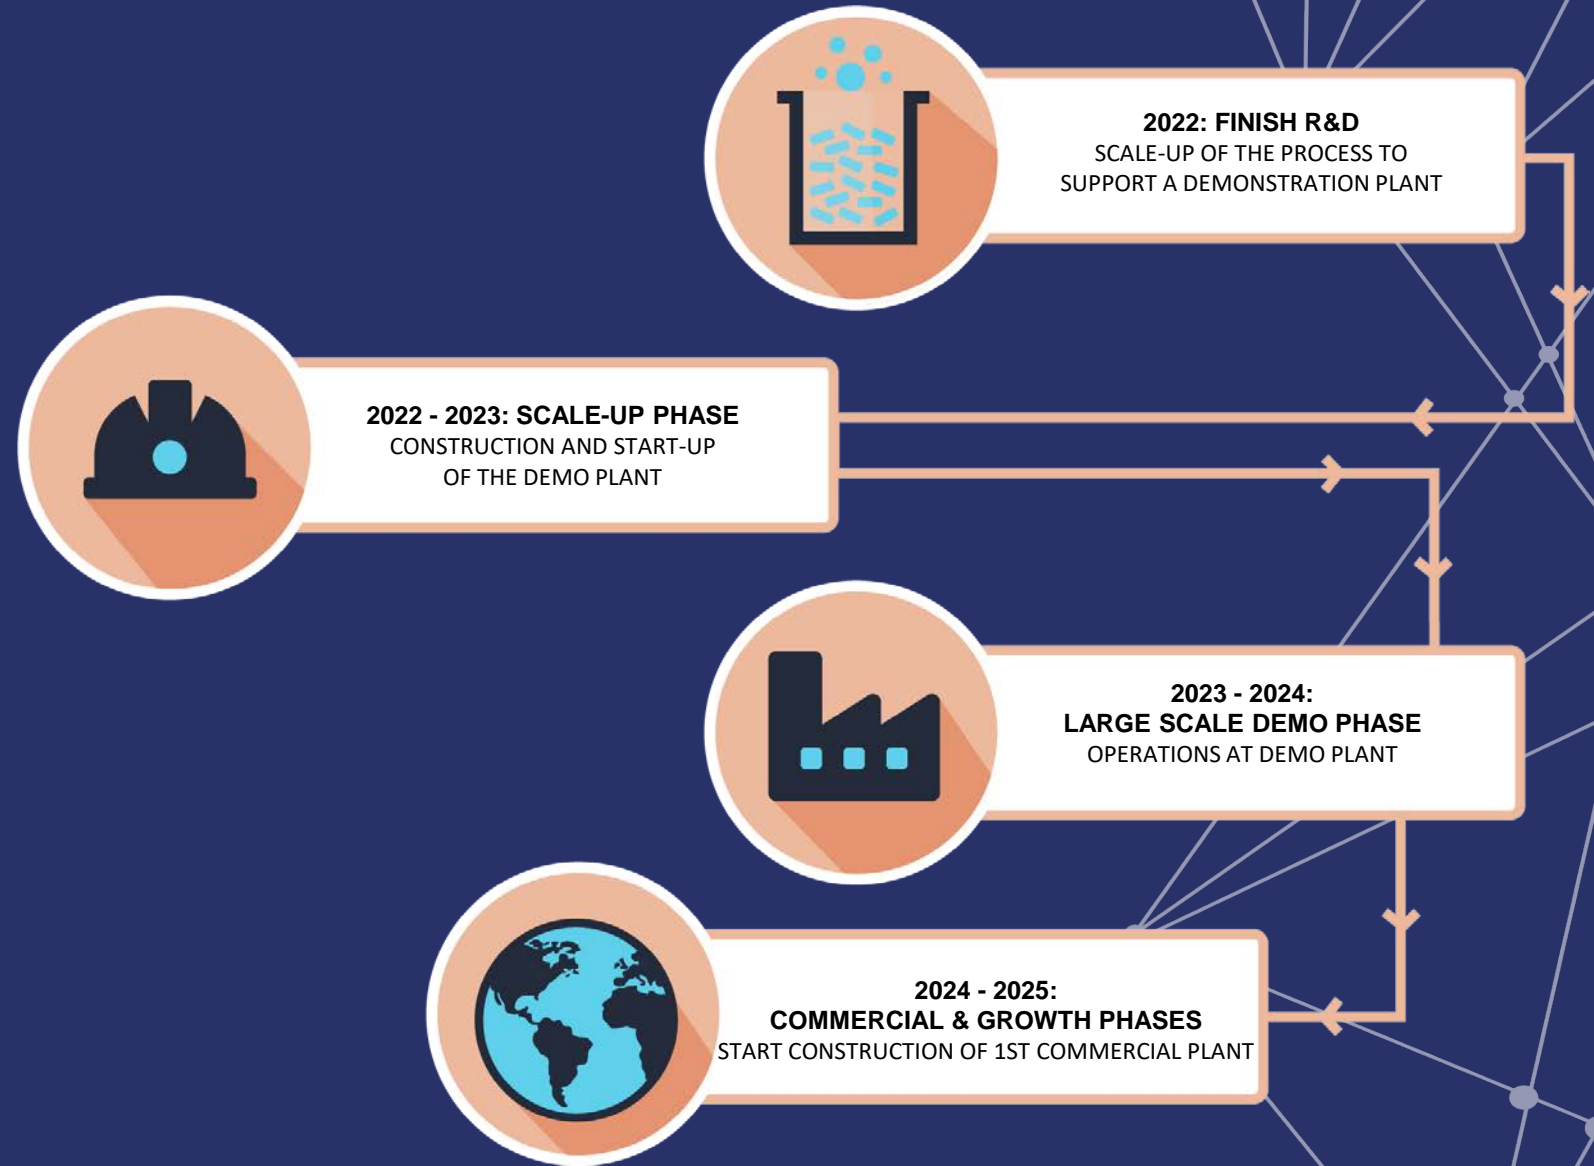 2022: FINISH R&D
SCALE-UP OF THE PROCESS TO
SUPPORT A DEMONSTRATION PLANT
2022 - 2023: SCALE-UP PHASE
CONSTRUCTION AND START-UP
OF THE DEMO PLANT
2023 - 2024:
LARGE SCALE DEMO PHASE
OPERATIONS AT DEMO PLANT
2024 - 2025:
COMMERCIAL & GROWTH PHASES
START CONSTRUCTION OF 1ST COMMERCIAL PLANT